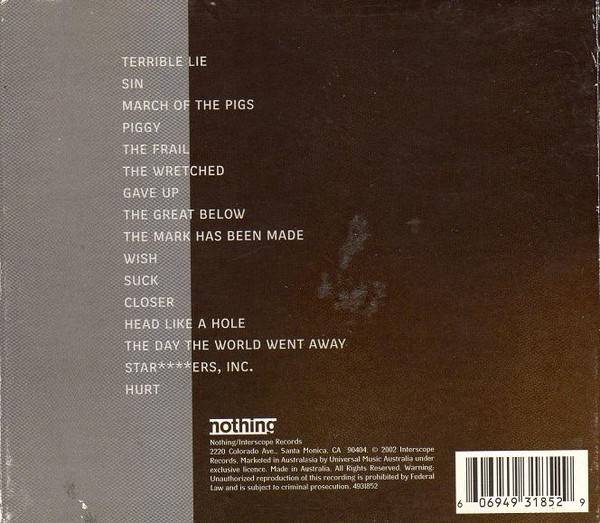 TERRIBLE LIE
SIN
MARCH OF THE PIGS
PIGGY
THE FRAIL
THE WRETCHED
GAVE UP
THE GREAT BELOW
THE MARK HAS BEEN MADE
WISH
SUCK
CLOSER
HEAD LIKE A HOLE
THE DAY THE WORLD WENT AWAY
STAR****ERS, INC.
HURT
nothing
Nothing/Interscope Records
2220 Colorado Ave., Santa Monica, CA 90404. © 2002 Interscope
Records. Marketed in Australasia by Universal Music Australia under
exclusive licence. Made in Australia. All Rights Reserved. Warning:
Unauthorized reproduction of this recording is prohibited by Federal
Law and is subject to criminal prosecution. 4931852
6 06949 31852 9